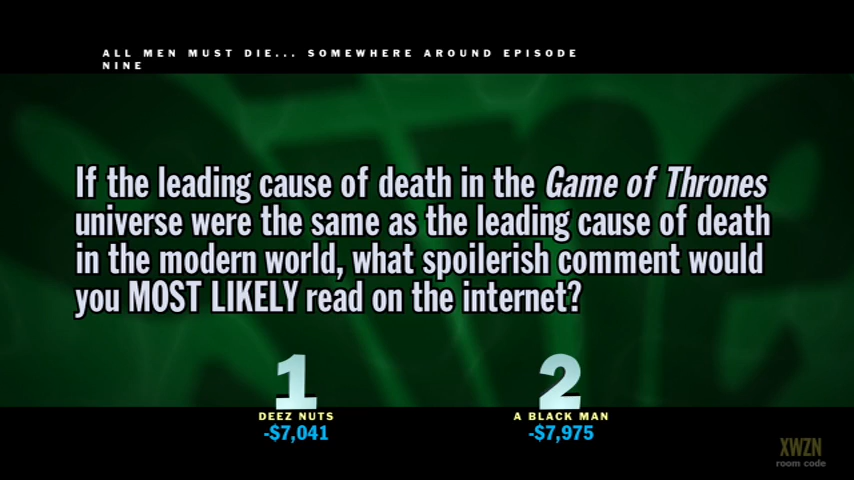 ALL MEN MUST DIE... SOMEWHERE AROUND EPISODE
NINE
If the leading cause of death in the Game of Thrones
universe were the same as the leading cause of death
in the modern world, what spoilerish comment would
you MOST LIKELY read on the internet?
1 2
DEEZ NUTS A BLACK MAN
-$7,041 -$7,975
XWZN
room code